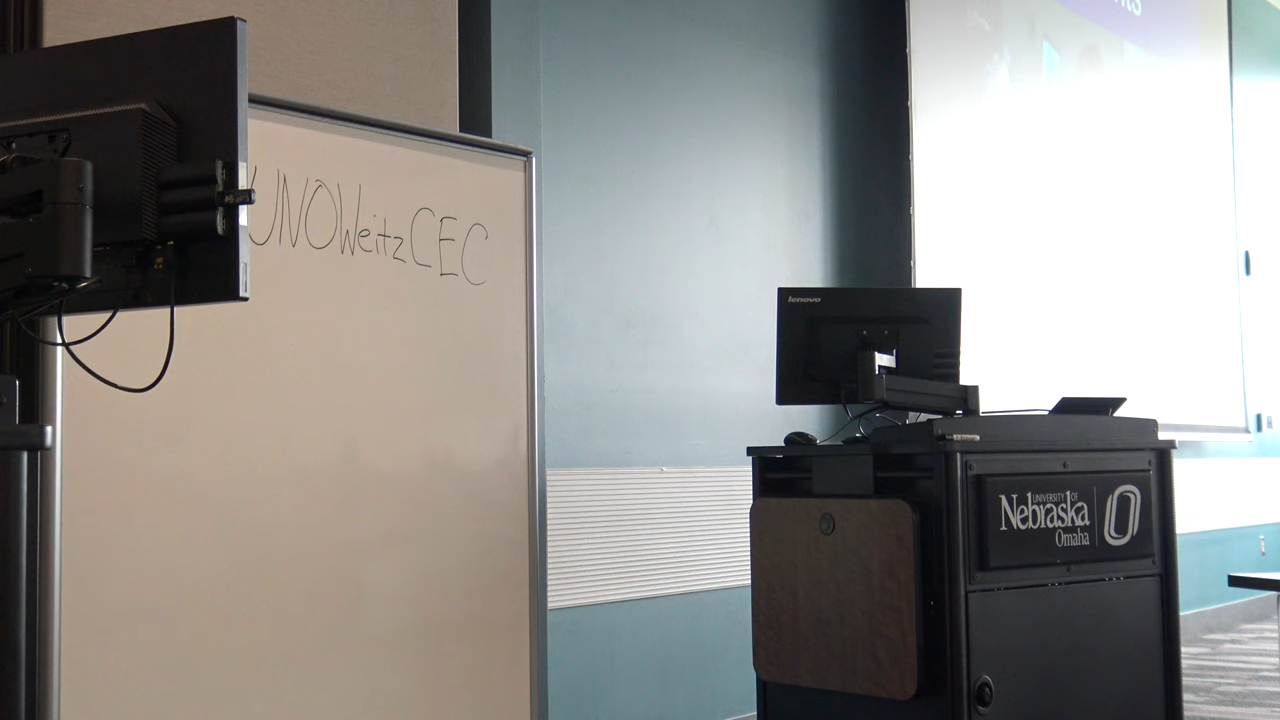 UNOWeitzCEC
lenovo
UNIVERSITY OF
Nebraska
Omaha
O